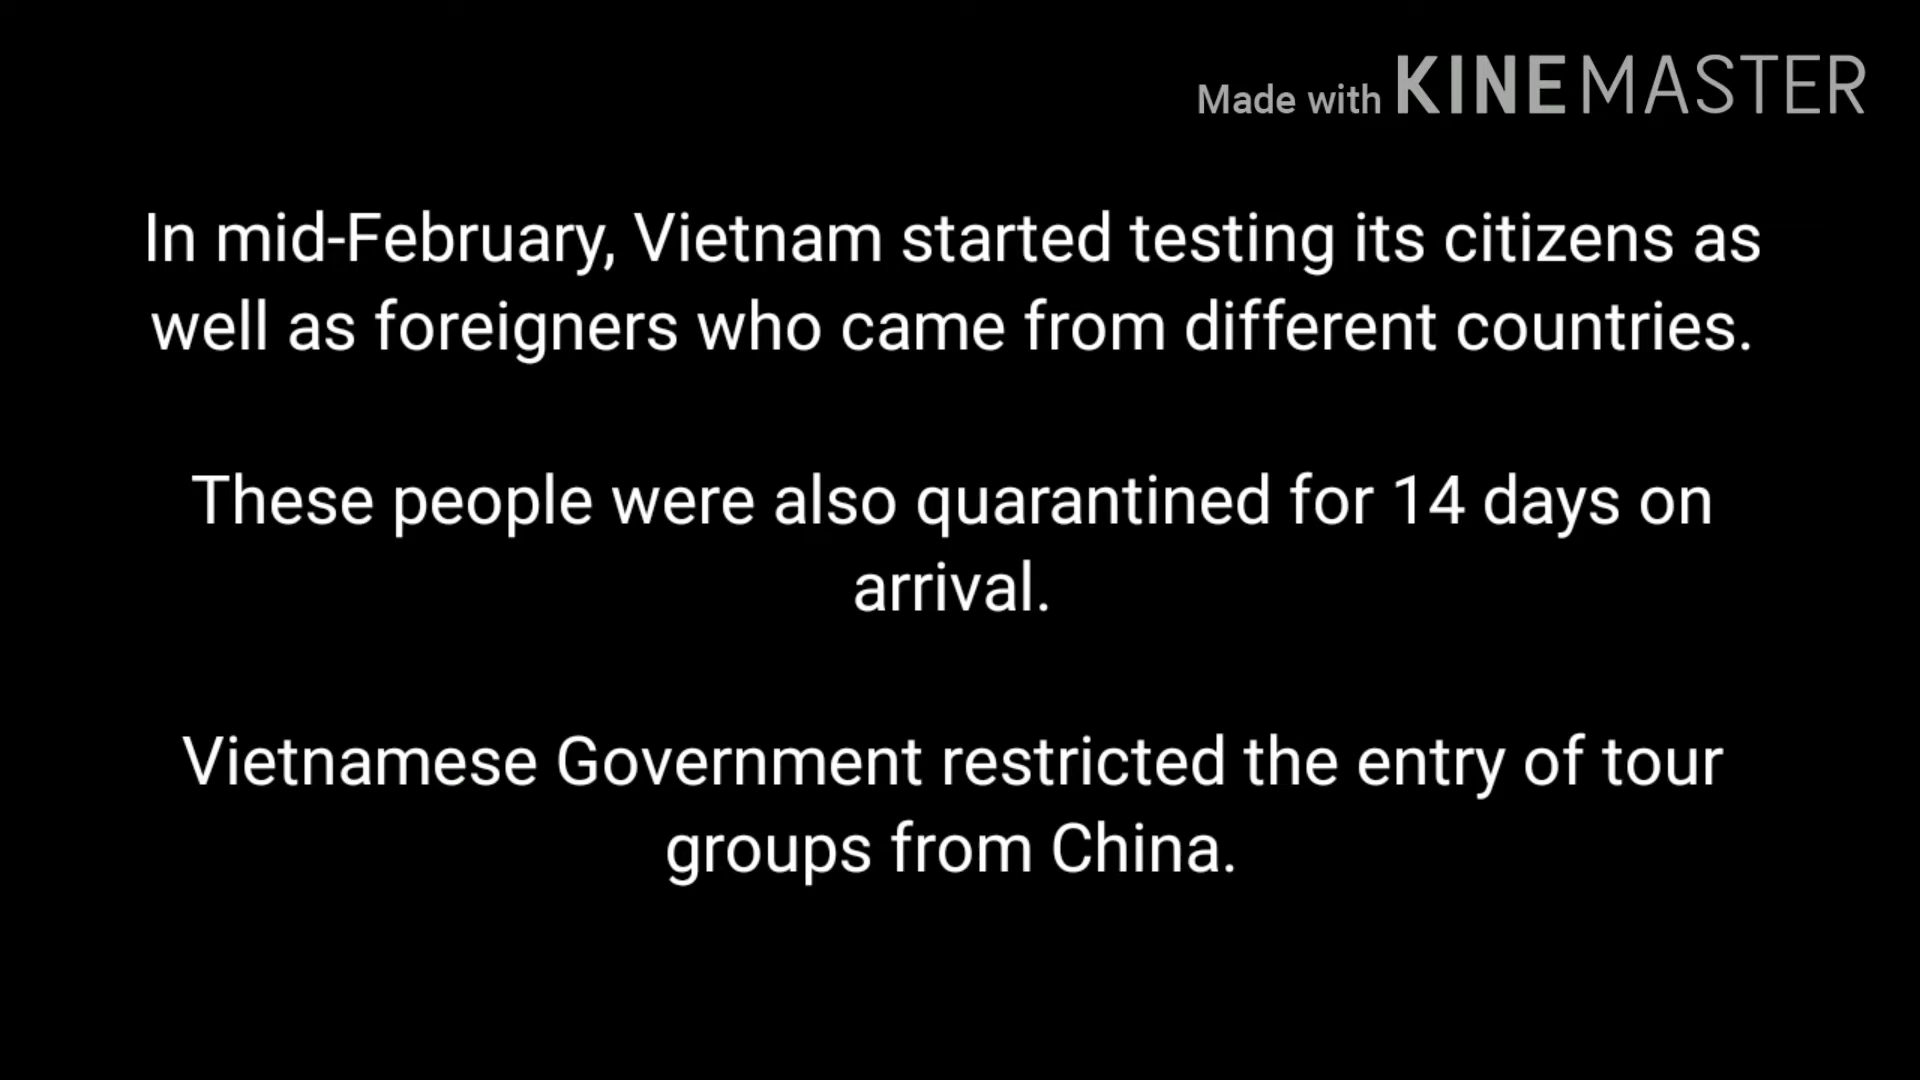 Made with KINEMASTER
In mid-February, Vietnam started testing its citizens as
well as foreigners who came from different countries.
These people were also quarantined for 14 days on
arrival.
Vietnamese Government restricted the entry of tour
groups from China.